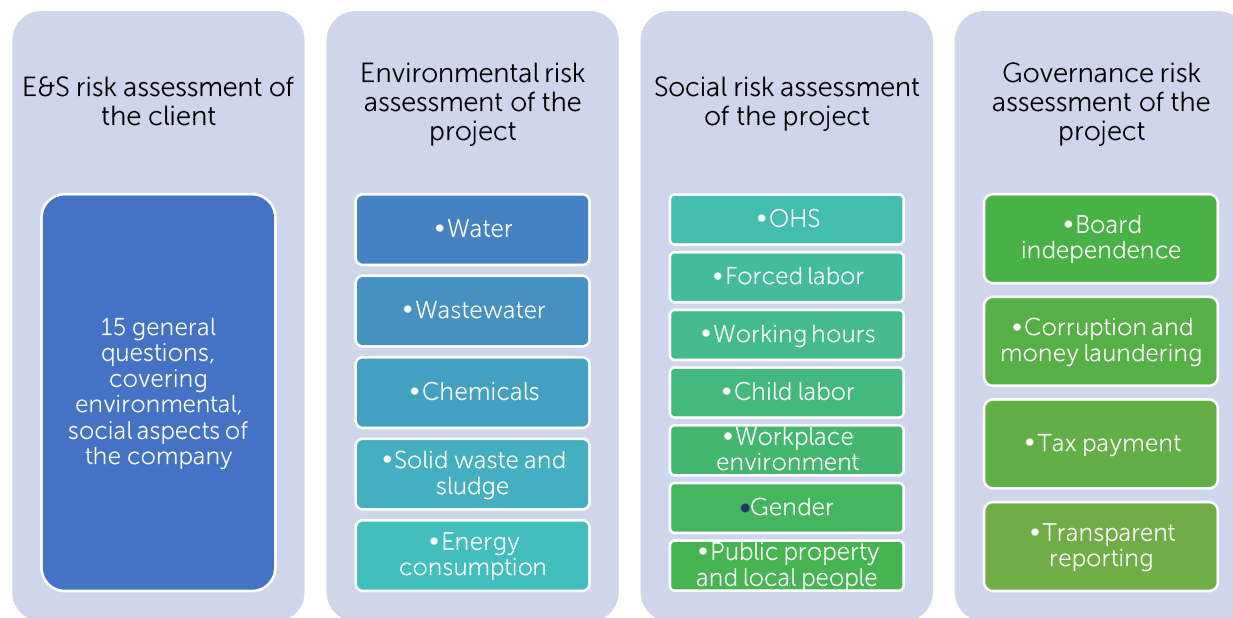 E&S risk assessment of
the client
15 general
questions,
covering
environmental,
social aspects of
the company
Environmental risk
assessment of the
project
•Water
•Wastewater
•Chemicals
•Solid waste and
sludge
•Energy
consumption
Social risk assessment
of the project
•OHS
•Forced labor
•Working hours
•Child labor
•Workplace
environment
•Gender
•Public property
and local people
Governance risk
assessment of the
project
•Board
independence
•Corruption and
money laundering
•Tax payment
•Transparent
reporting